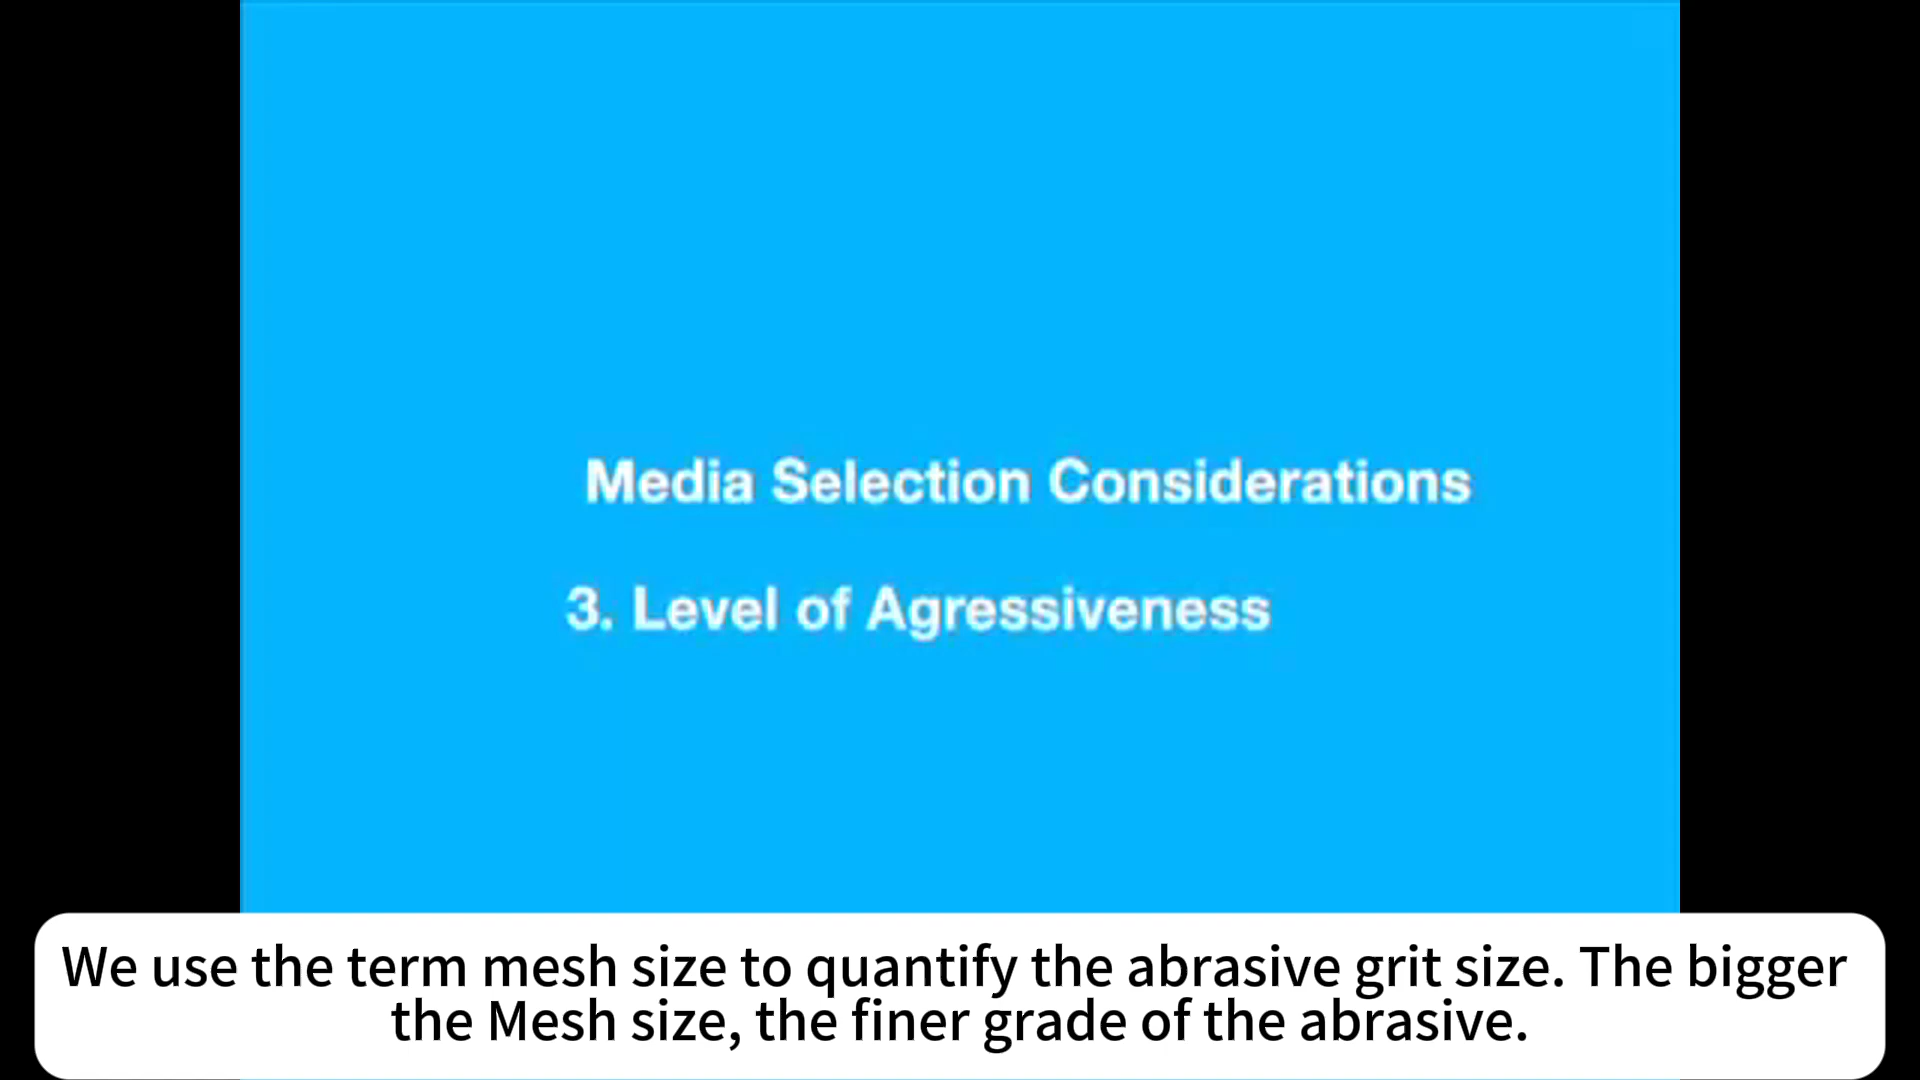 Media Selection Considerations
3. Level of Agressiveness
We use the term mesh size to quantify the abrasive grit size. The bigger
the Mesh size, the finer grade of the abrasive.